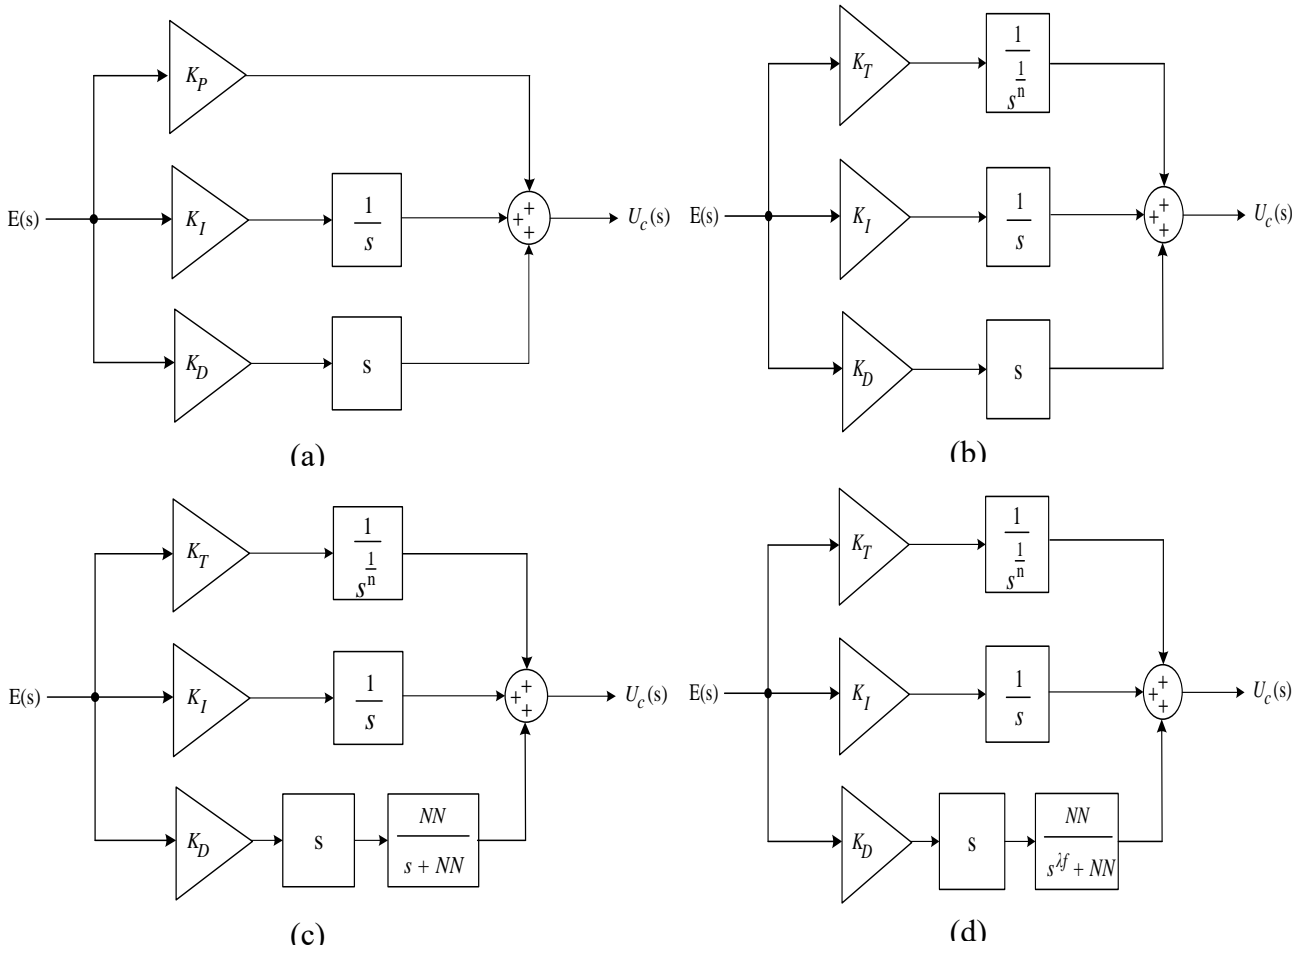 K_P
E(s) K_I 1/s + + + U_c(s)
K_D s
(a)
K_T 1/s^(1/n)
E(s) K_I 1/s + + + U_c(s)
K_D s
(b)
K_T 1/s^(1/n)
E(s) K_I 1/s + + + U_c(s)
K_D s NN/(s + NN)
(c)
K_T 1/s^(1/n)
E(s) K_I 1/s + + + U_c(s)
K_D s NN/(s^(λf) + NN)
(d)